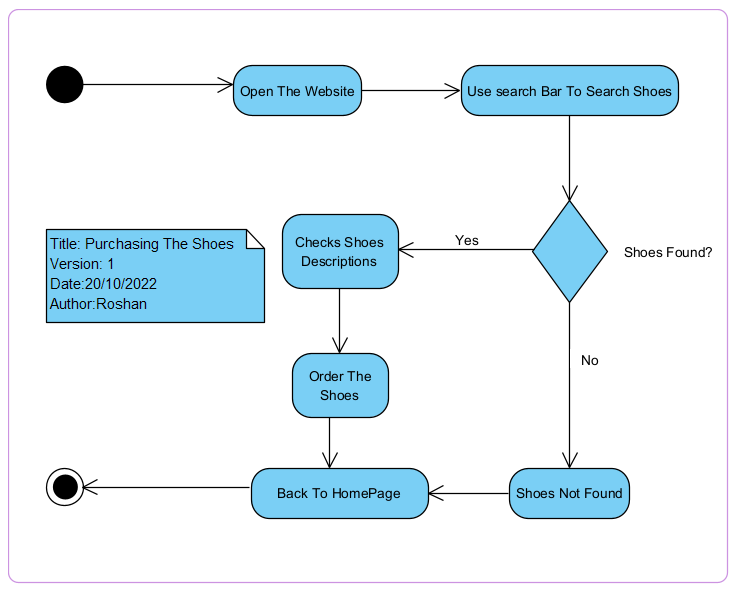 Open The Website
Use search Bar To Search Shoes
Title: Purchasing The Shoes
Version: 1
Date:20/10/2022
Author:Roshan
Checks Shoes
Descriptions
Yes
Shoes Found?
No
Order The
Shoes
Back To HomePage
Shoes Not Found